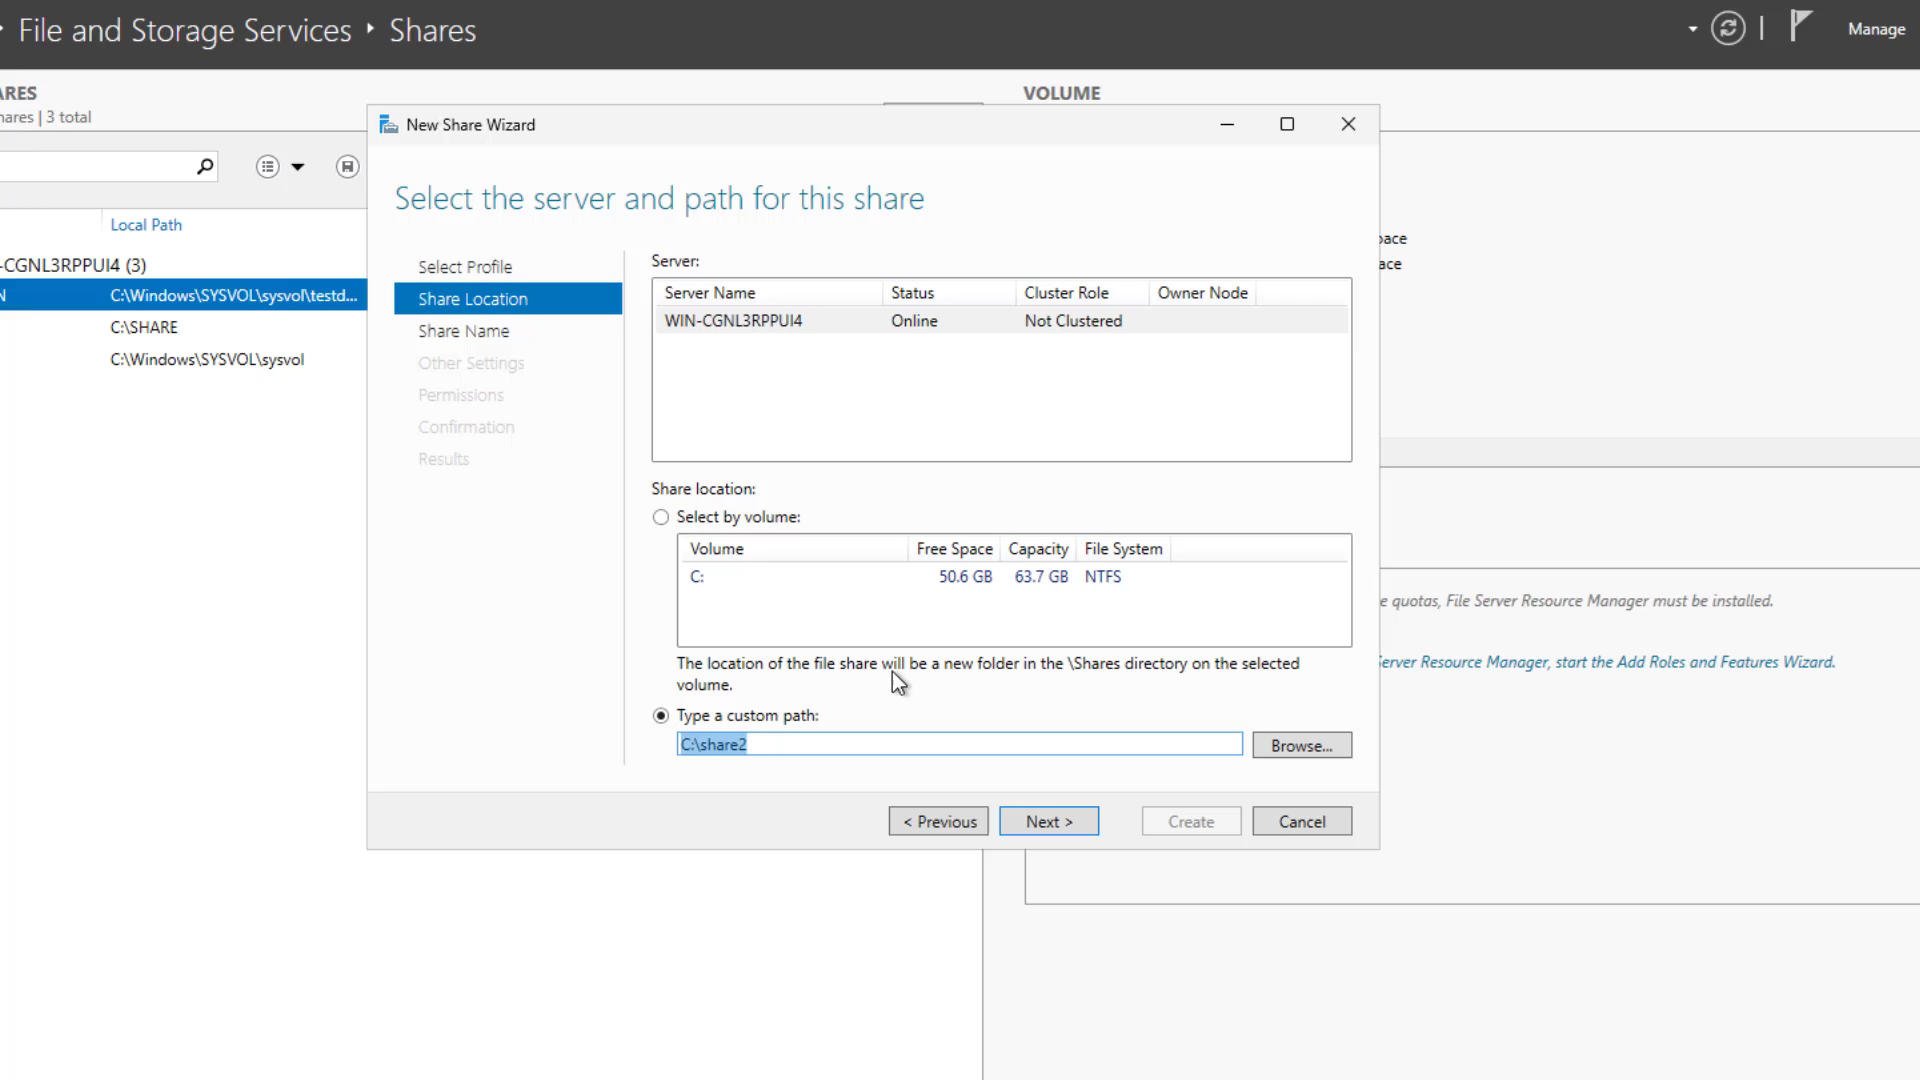 File and Storage Services ‣ Shares
Manage
ARES
hares | 3 total
VOLUME
New Share Wizard
Select the server and path for this share
Local Path
-CGNL3RPPUI4 (3)
N C:\Windows\SYSVOL\sysvol\testd...
C:\SHARE
C:\Windows\SYSVOL\sysvol
Select Profile
Share Location
Share Name
Other Settings
Permissions
Confirmation
Results
Server:
Server Name Status Cluster Role Owner Node
WIN-CGNL3RPPUI4 Online Not Clustered
Share location:
Select by volume:
Volume Free Space Capacity File System
C: 50.6 GB 63.7 GB NTFS
The location of the file share will be a new folder in the \Shares directory on the selected
volume.
Type a custom path:
C:\share2
Browse...
< Previous Next > Create Cancel
pace
ace
e quotas, File Server Resource Manager must be installed.
Server Resource Manager, start the Add Roles and Features Wizard.